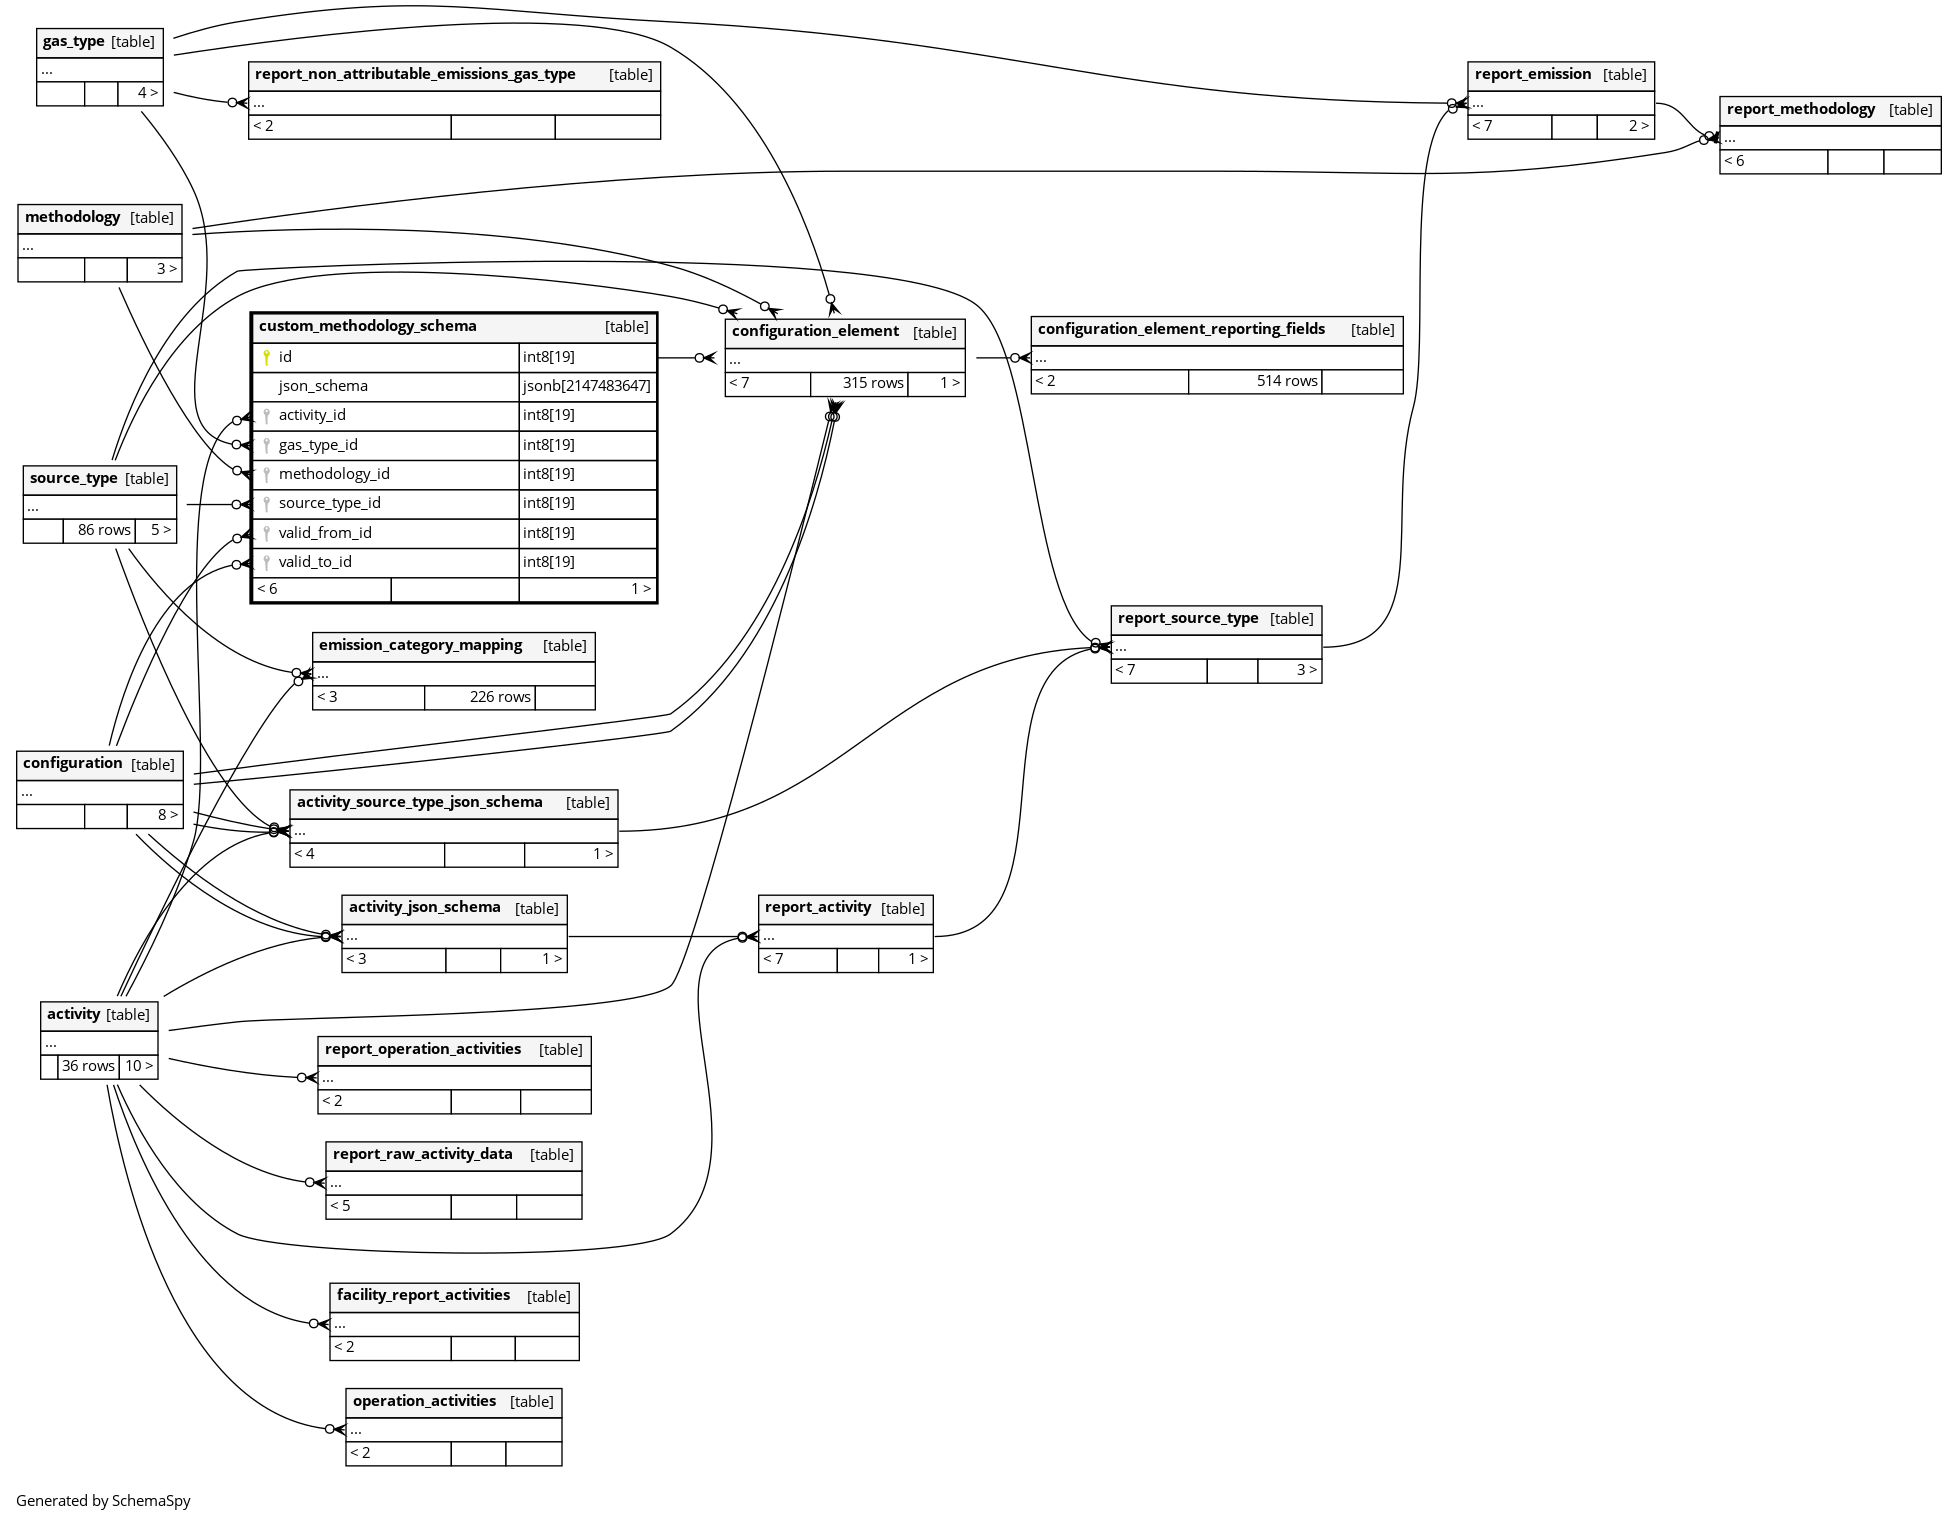 gas_type [table]
...
4 >
report_non_attributable_emissions_gas_type [table]
...
< 2
report_emission [table]
...
< 7 2 >
report_methodology [table]
...
< 6
methodology [table]
...
3 >
custom_methodology_schema [table]
id int8[19]
json_schema jsonb[2147483647]
activity_id int8[19]
gas_type_id int8[19]
methodology_id int8[19]
source_type_id int8[19]
valid_from_id int8[19]
valid_to_id int8[19]
< 6 1 >
configuration_element [table]
...
< 7 315 rows 1 >
configuration_element_reporting_fields [table]
...
< 2 514 rows
source_type [table]
...
86 rows 5 >
emission_category_mapping [table]
...
< 3 226 rows
report_source_type [table]
...
< 7 3 >
configuration [table]
...
8 >
activity_source_type_json_schema [table]
...
< 4 1 >
activity_json_schema [table]
...
< 3 1 >
report_activity [table]
...
< 7 1 >
activity [table]
...
36 rows 10 >
report_operation_activities [table]
...
< 2
report_raw_activity_data [table]
...
< 5
facility_report_activities [table]
...
< 2
operation_activities [table]
...
< 2
Generated by SchemaSpy